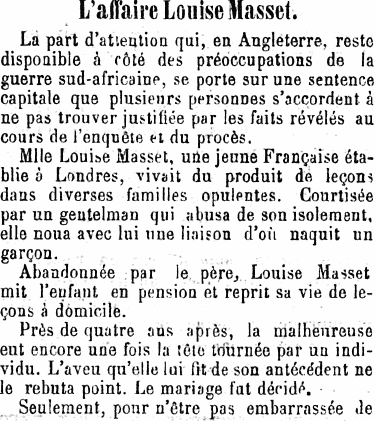 L'affaire Louise Masset.
La part d'attention qui, en Angleterre, reste
disponible à côté des préoccupations de la
guerre sud-africaine, se porte sur une sentence
capitale que plusieurs personnes s'accordent à
ne pas trouver justifiée par les faits révélés au
cours de l'enquête et du procès.
Mlle Louise Masset, une jeune Française éta-
blie à Londres, vivait du produit de leçons
dans diverses familles opulentes. Courtisée
par un gentelman qui abusa de son isolement,
elle noua avec lui une liaison d'où naquit un
garçon.
Abandonnée par le père, Louise Masset
mit l'enfant en pension et reprit sa vie de le-
çons à domicile.
Près de quatre ans après, la malheureuse
eut encore une fois la tête tournée par un indi-
vidu. L'aveu qu'elle lui fit de son antécédent ne
le rebuta point. Le mariage fut décidé.
Seulement, pour n'être pas embarrassée de